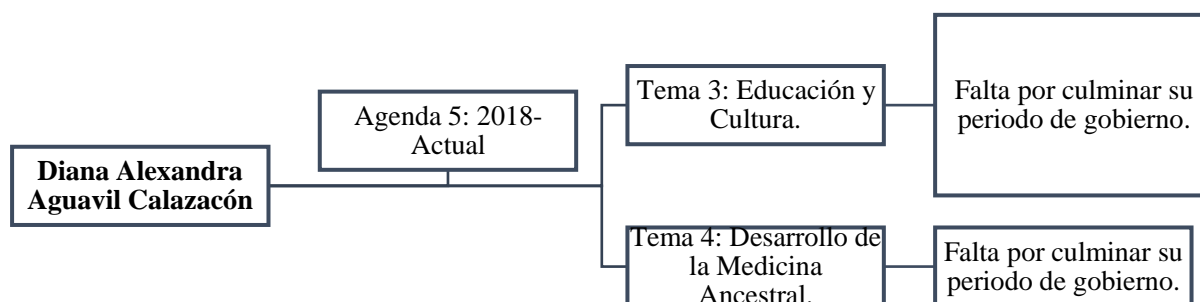 Diana Alexandra
Aguavil Calazacón
Agenda 5: 2018-
Actual
Tema 3: Educación y
Cultura.
Falta por culminar su
periodo de gobierno.
Tema 4: Desarrollo de
la Medicina
Ancestral.
Falta por culminar su
periodo de gobierno.